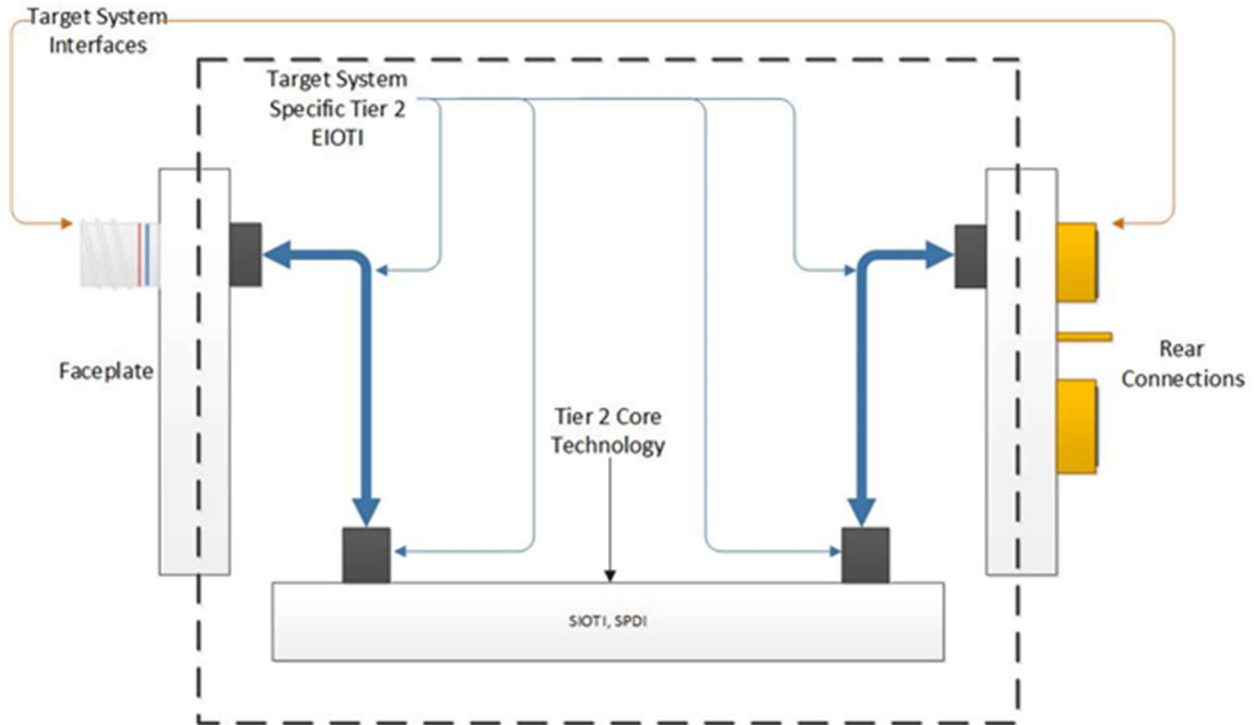 Target System
Interfaces
Target System
Specific Tier 2
EIOTI
Faceplate
Rear
Connections
Tier 2 Core
Technology
SIOTI, SPDI